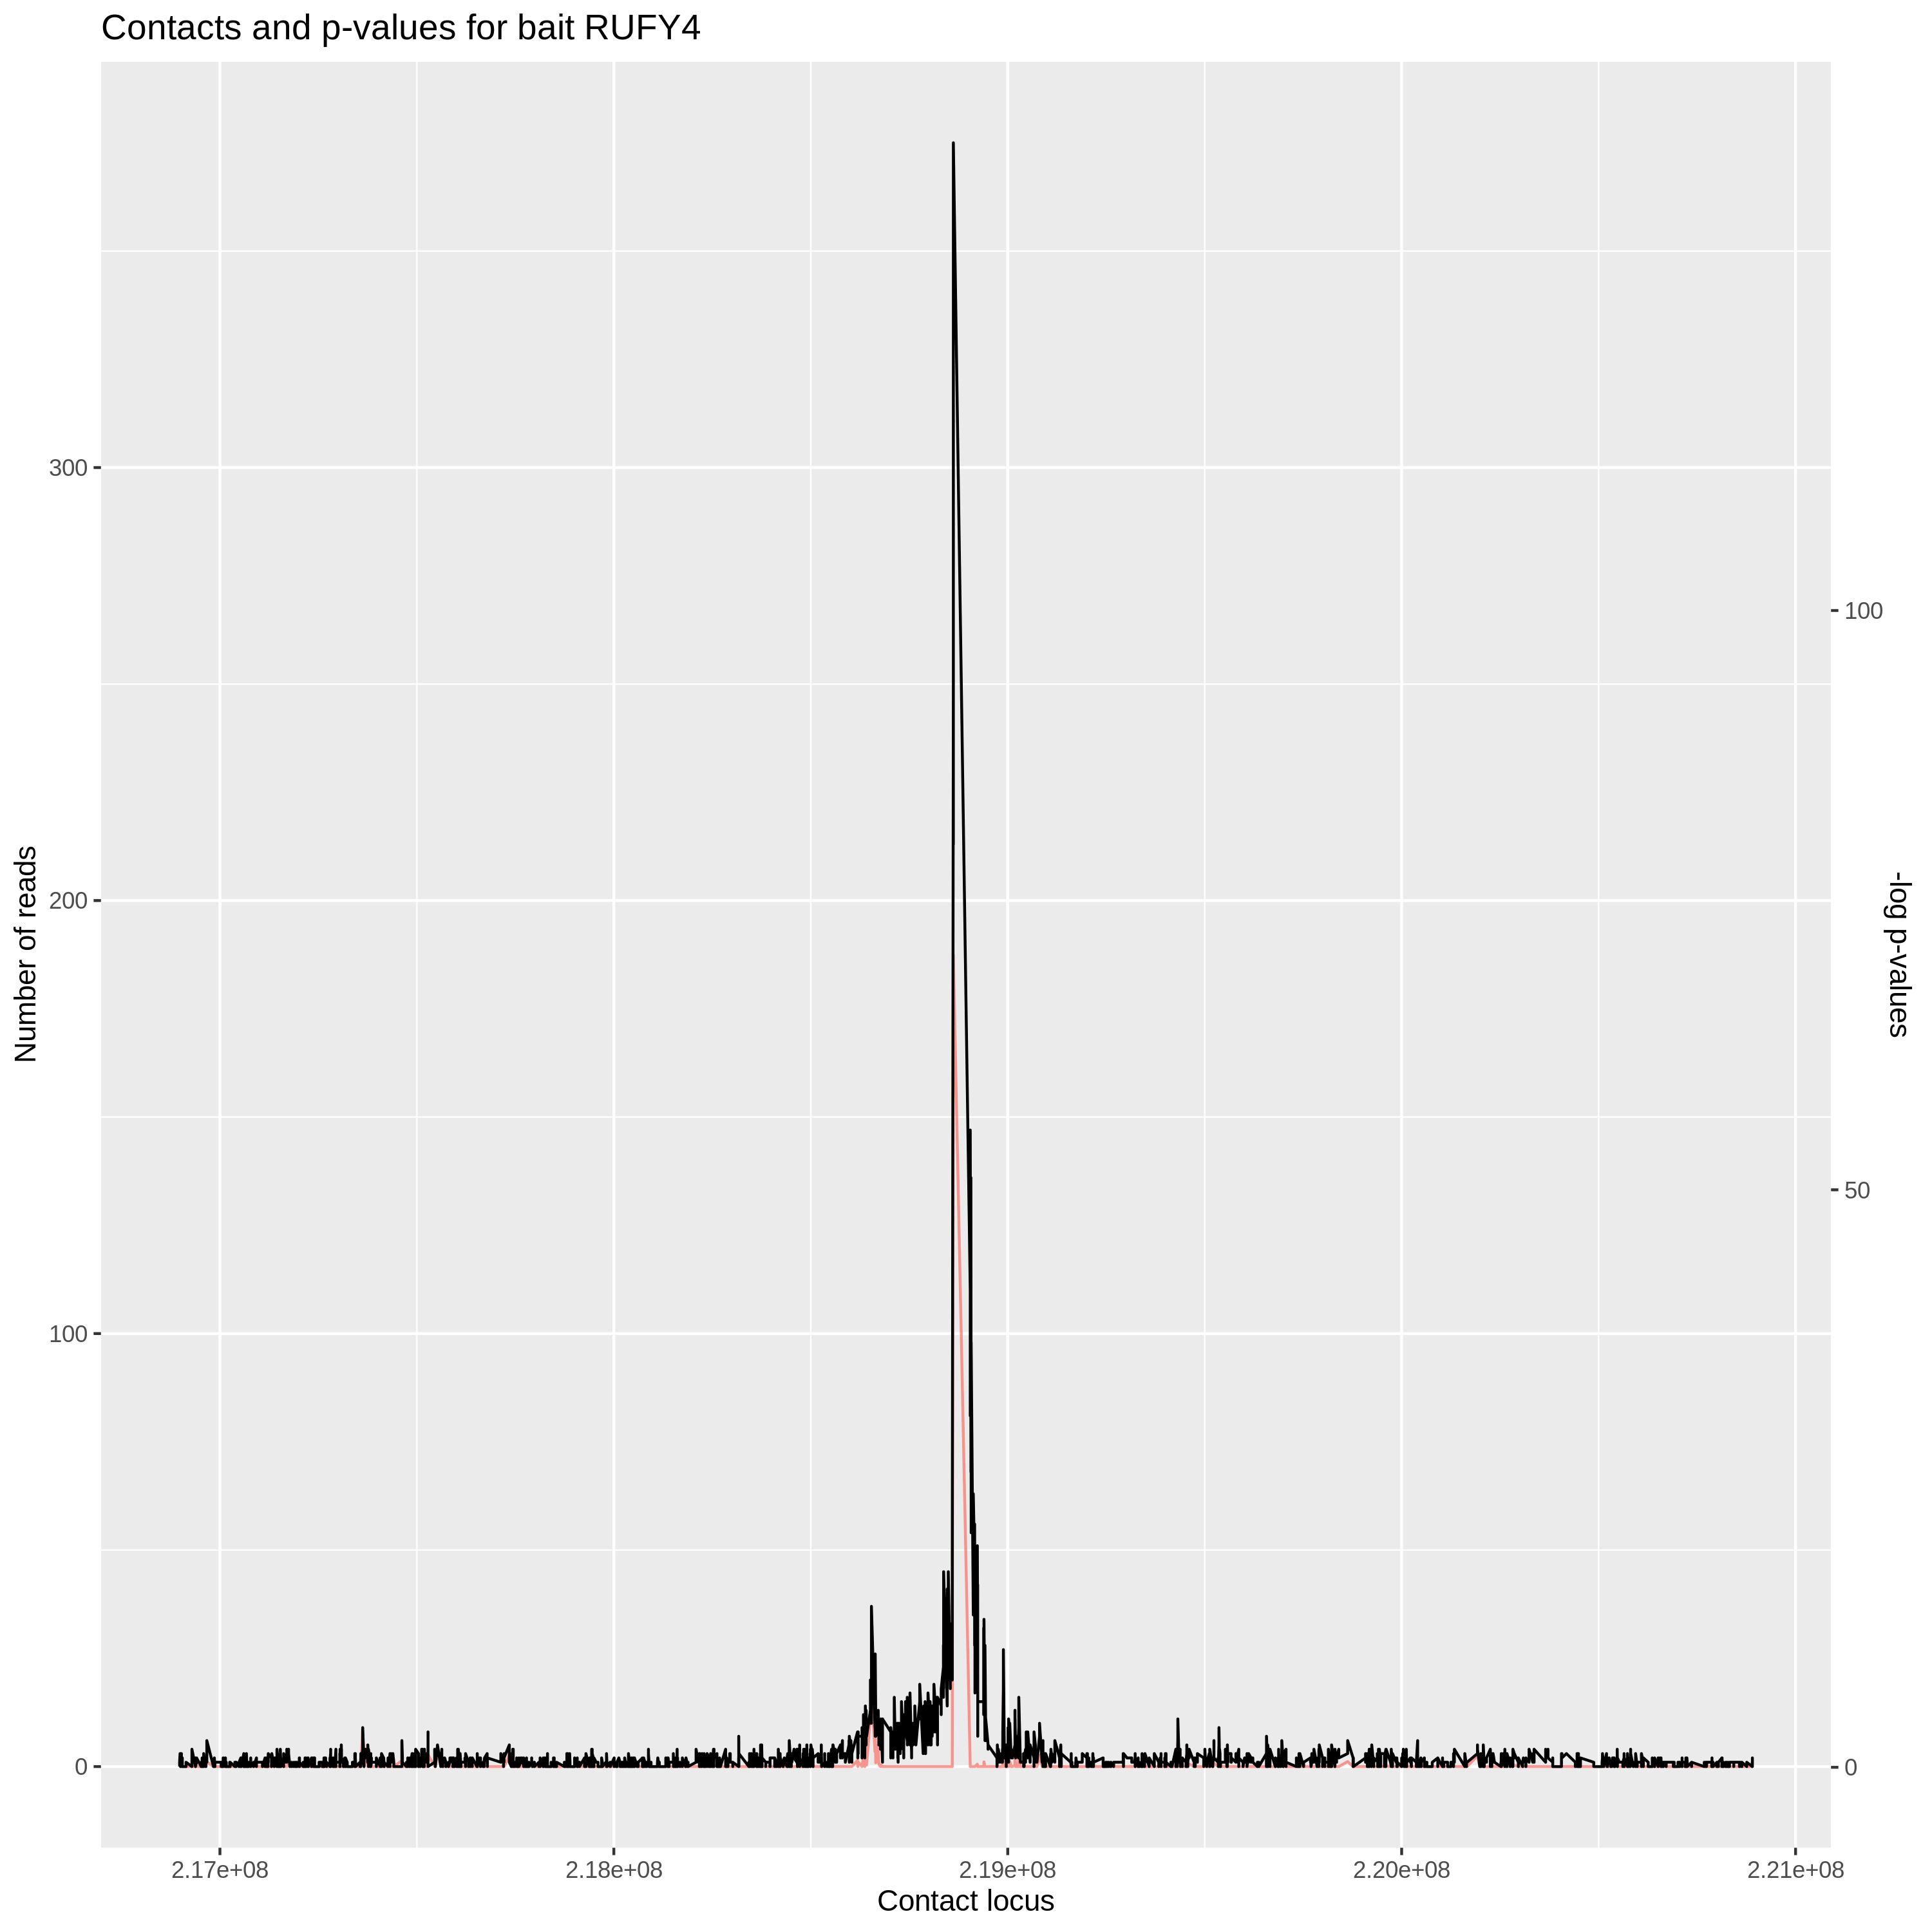 Contacts and p-values for bait RUFY4
Number of reads
300
200
100
0
100
50
0
-log p-values
2.17e+08 2.18e+08 2.19e+08 2.20e+08 2.21e+08
Contact locus